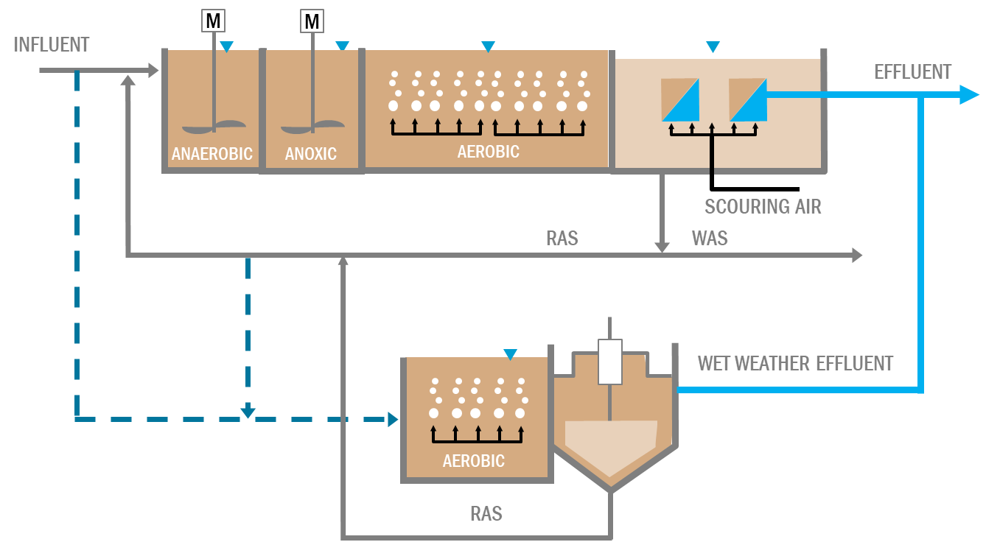 M
M
INFLUENT
EFFLUENT
ANAEROBIC
ANOXIC
AEROBIC
SCOURING AIR
RAS
WAS
WET WEATHER EFFLUENT
AEROBIC
RAS